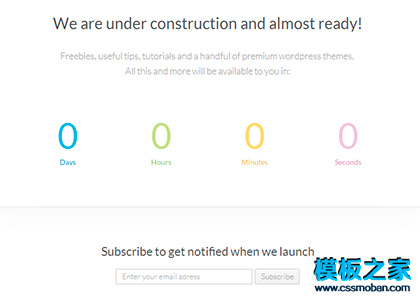 We are under construction and almost ready!
Freebies, useful tips, tutorials and a handful of premium wordpress themes.
All this and more will be available to you in:
0 0 0 0
Days Hours Minutes Seconds
Subscribe to get notified when we launch
Enter your email adress Subscribe
模板之家
www.cssmoban.com